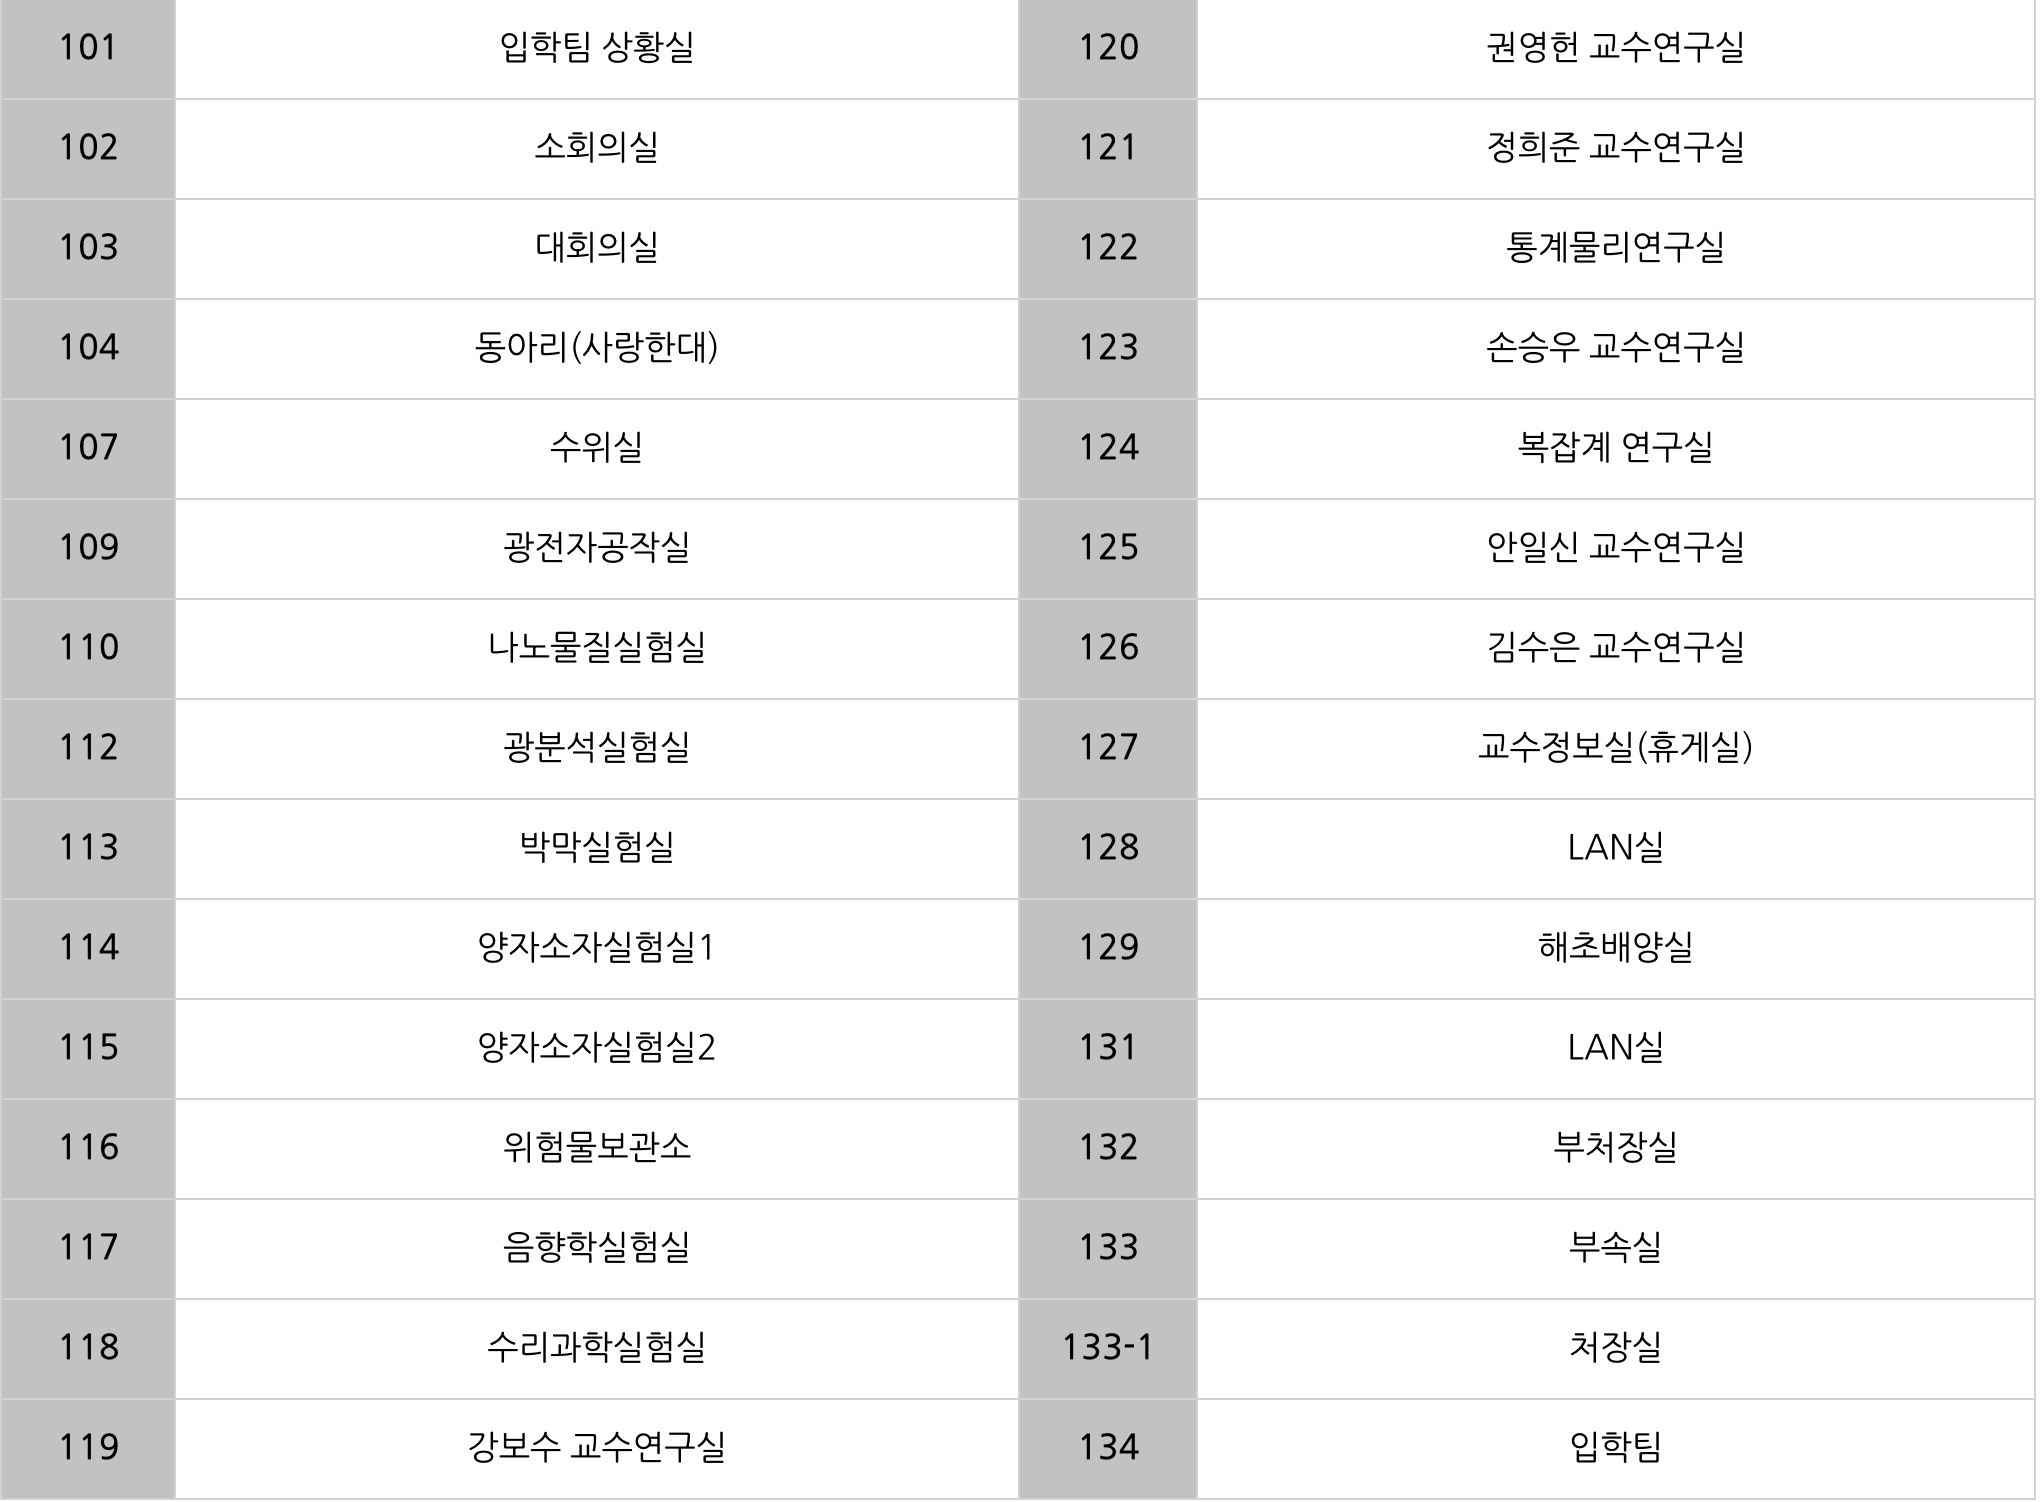 101 입학팀 상황실 120 권영헌 교수연구실
102 소회의실 121 정희준 교수연구실
103 대회의실 122 통계물리연구실
104 동아리(사랑한대) 123 손승우 교수연구실
107 수위실 124 복잡계 연구실
109 광전자공작실 125 안일신 교수연구실
110 나노물질실험실 126 김수은 교수연구실
112 광분석실험실 127 교수정보실(휴게실)
113 박막실험실 128 LAN실
114 양자소자실험실1 129 해초배양실
115 양자소자실험실2 131 LAN실
116 위험물보관소 132 부처장실
117 음향학실험실 133 부속실
118 수리과학실험실 133-1 처장실
119 강보수 교수연구실 134 입학팀